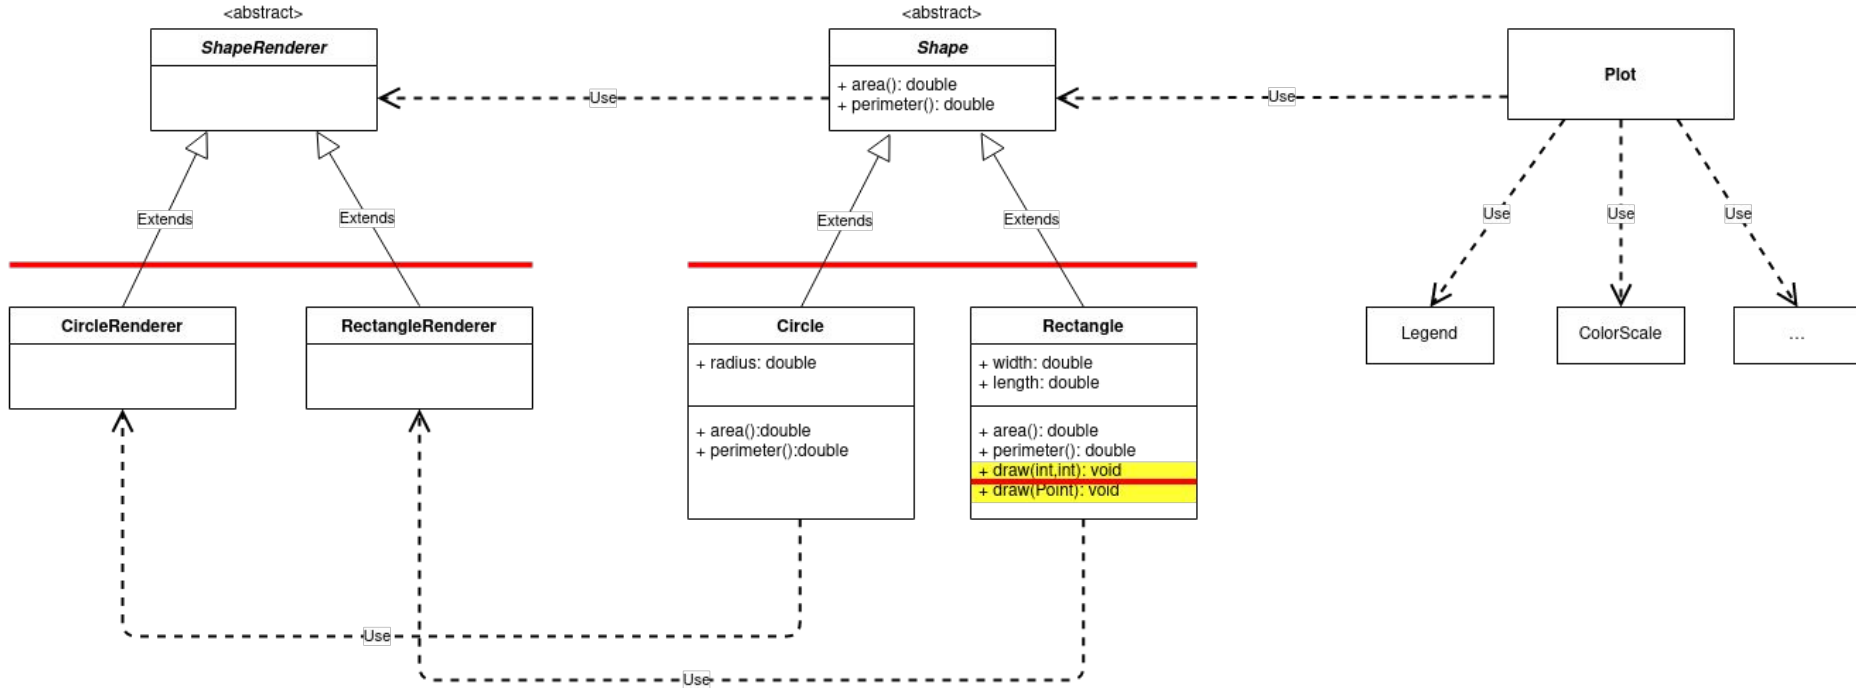 <abstract>
ShapeRenderer
<abstract>
Shape
+ area(): double
+ perimeter(): double
Plot
Use
Use
Extends
Extends
Extends
Extends
Use
Use
Use
CircleRenderer
RectangleRenderer
Circle
+ radius: double
+ area():double
+ perimeter():double
Rectangle
+ width: double
+ length: double
+ area(): double
+ perimeter(): double
+ draw(int,int): void
+ draw(Point): void
Legend
ColorScale
...
Use
Use